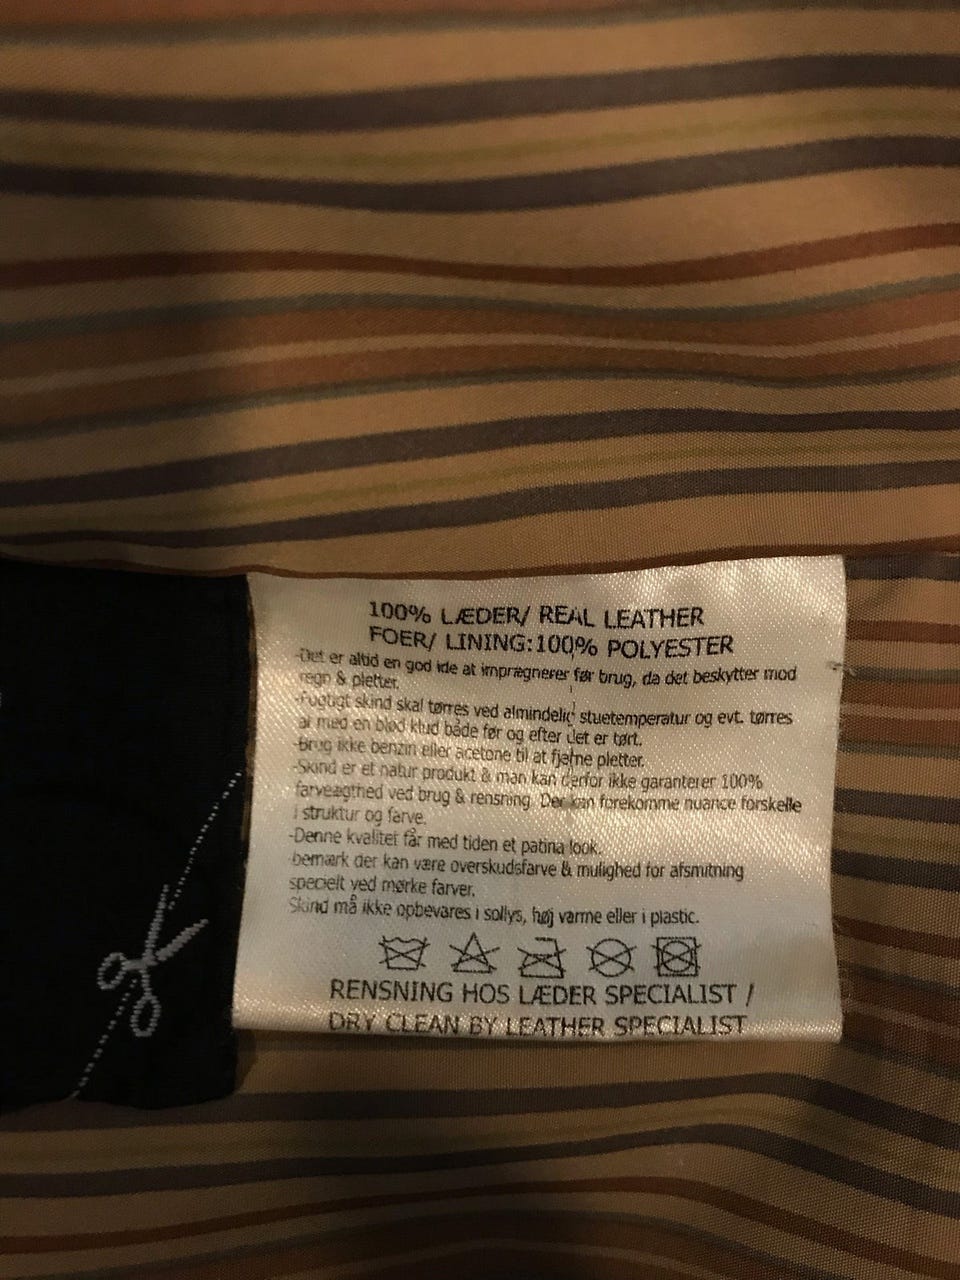 100% LÆDER/ REAL LEATHER
FOER/ LINING:100% POLYESTER
-Det er altid en god ide at imprægnerer før brug, da det beskytter mod
regn & pletter.
-Fugtigt skind skal tørres ved almindelig stuetemperatur og evt. tørres
af med en blød klud både før og efter det er tørt.
-Brug ikke benzin eller acetone til at fjerne pletter.
-Skind er et natur produkt & man kan derfor ikke garanterer 100%
farveægthed ved brug & rensning. Der kan forekomme nuance forskelle
i struktur og farve.
-Denne kvalitet får med tiden et patina look.
bemærk der kan være overskudsfarve & mulighed for afsmitning
specielt ved mørke farver.
Skind må ikke opbevares i sollys, høj varme eller i plastic.
RENSNING HOS LÆDER SPECIALIST /
DRY CLEAN BY LEATHER SPECIALIST